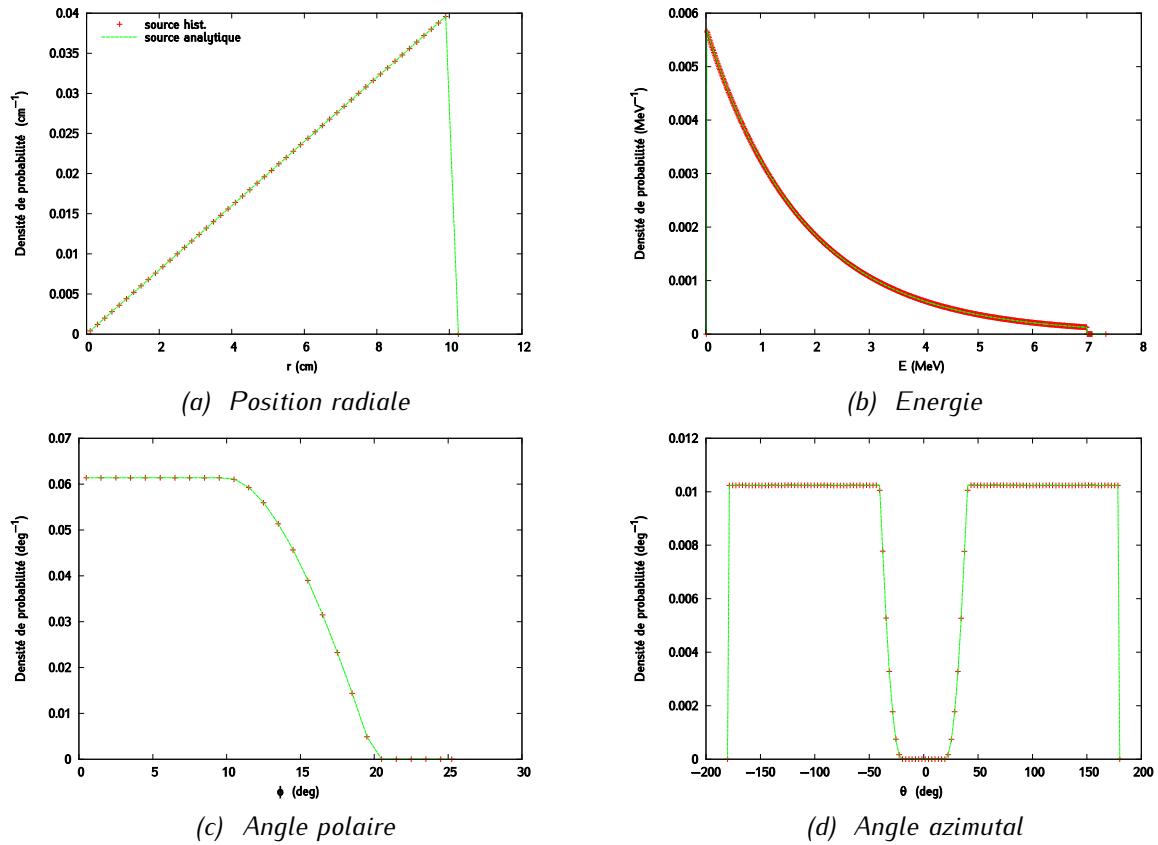 0.04
0.035
0.03
0.025
0.02
0.015
0.01
0.005
0
Densité de probabilité (cm⁻¹)
source hist.
source analytique
0 2 4 6 8 10 12
r (cm)
(a) Position radiale
0.006
0.005
0.004
0.003
0.002
0.001
0
Densité de probabilité (MeV⁻¹)
0 1 2 3 4 5 6 7 8
E (MeV)
(b) Energie
0.07
0.06
0.05
0.04
0.03
0.02
0.01
0
Densité de probabilité (deg⁻¹)
0 5 10 15 20 25 30
ϕ (deg)
(c) Angle polaire
0.012
0.01
0.008
0.006
0.004
0.002
0
Densité de probabilité (deg⁻¹)
−200 −150 −100 −50 0 50 100 150 200
θ (deg)
(d) Angle azimutal